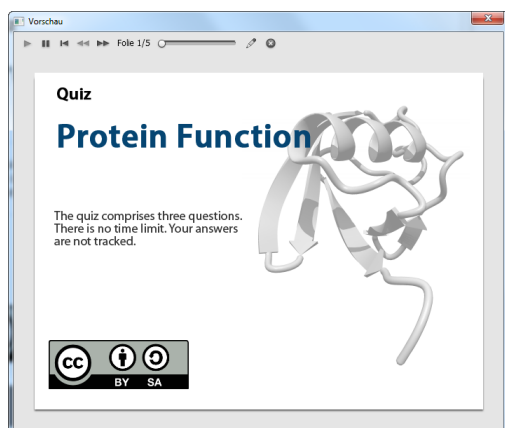 Vorschau
Folie 1/5
Quiz
Protein Function
The quiz comprises three questions.
There is no time limit. Your answers
are not tracked.
cc
BY SA